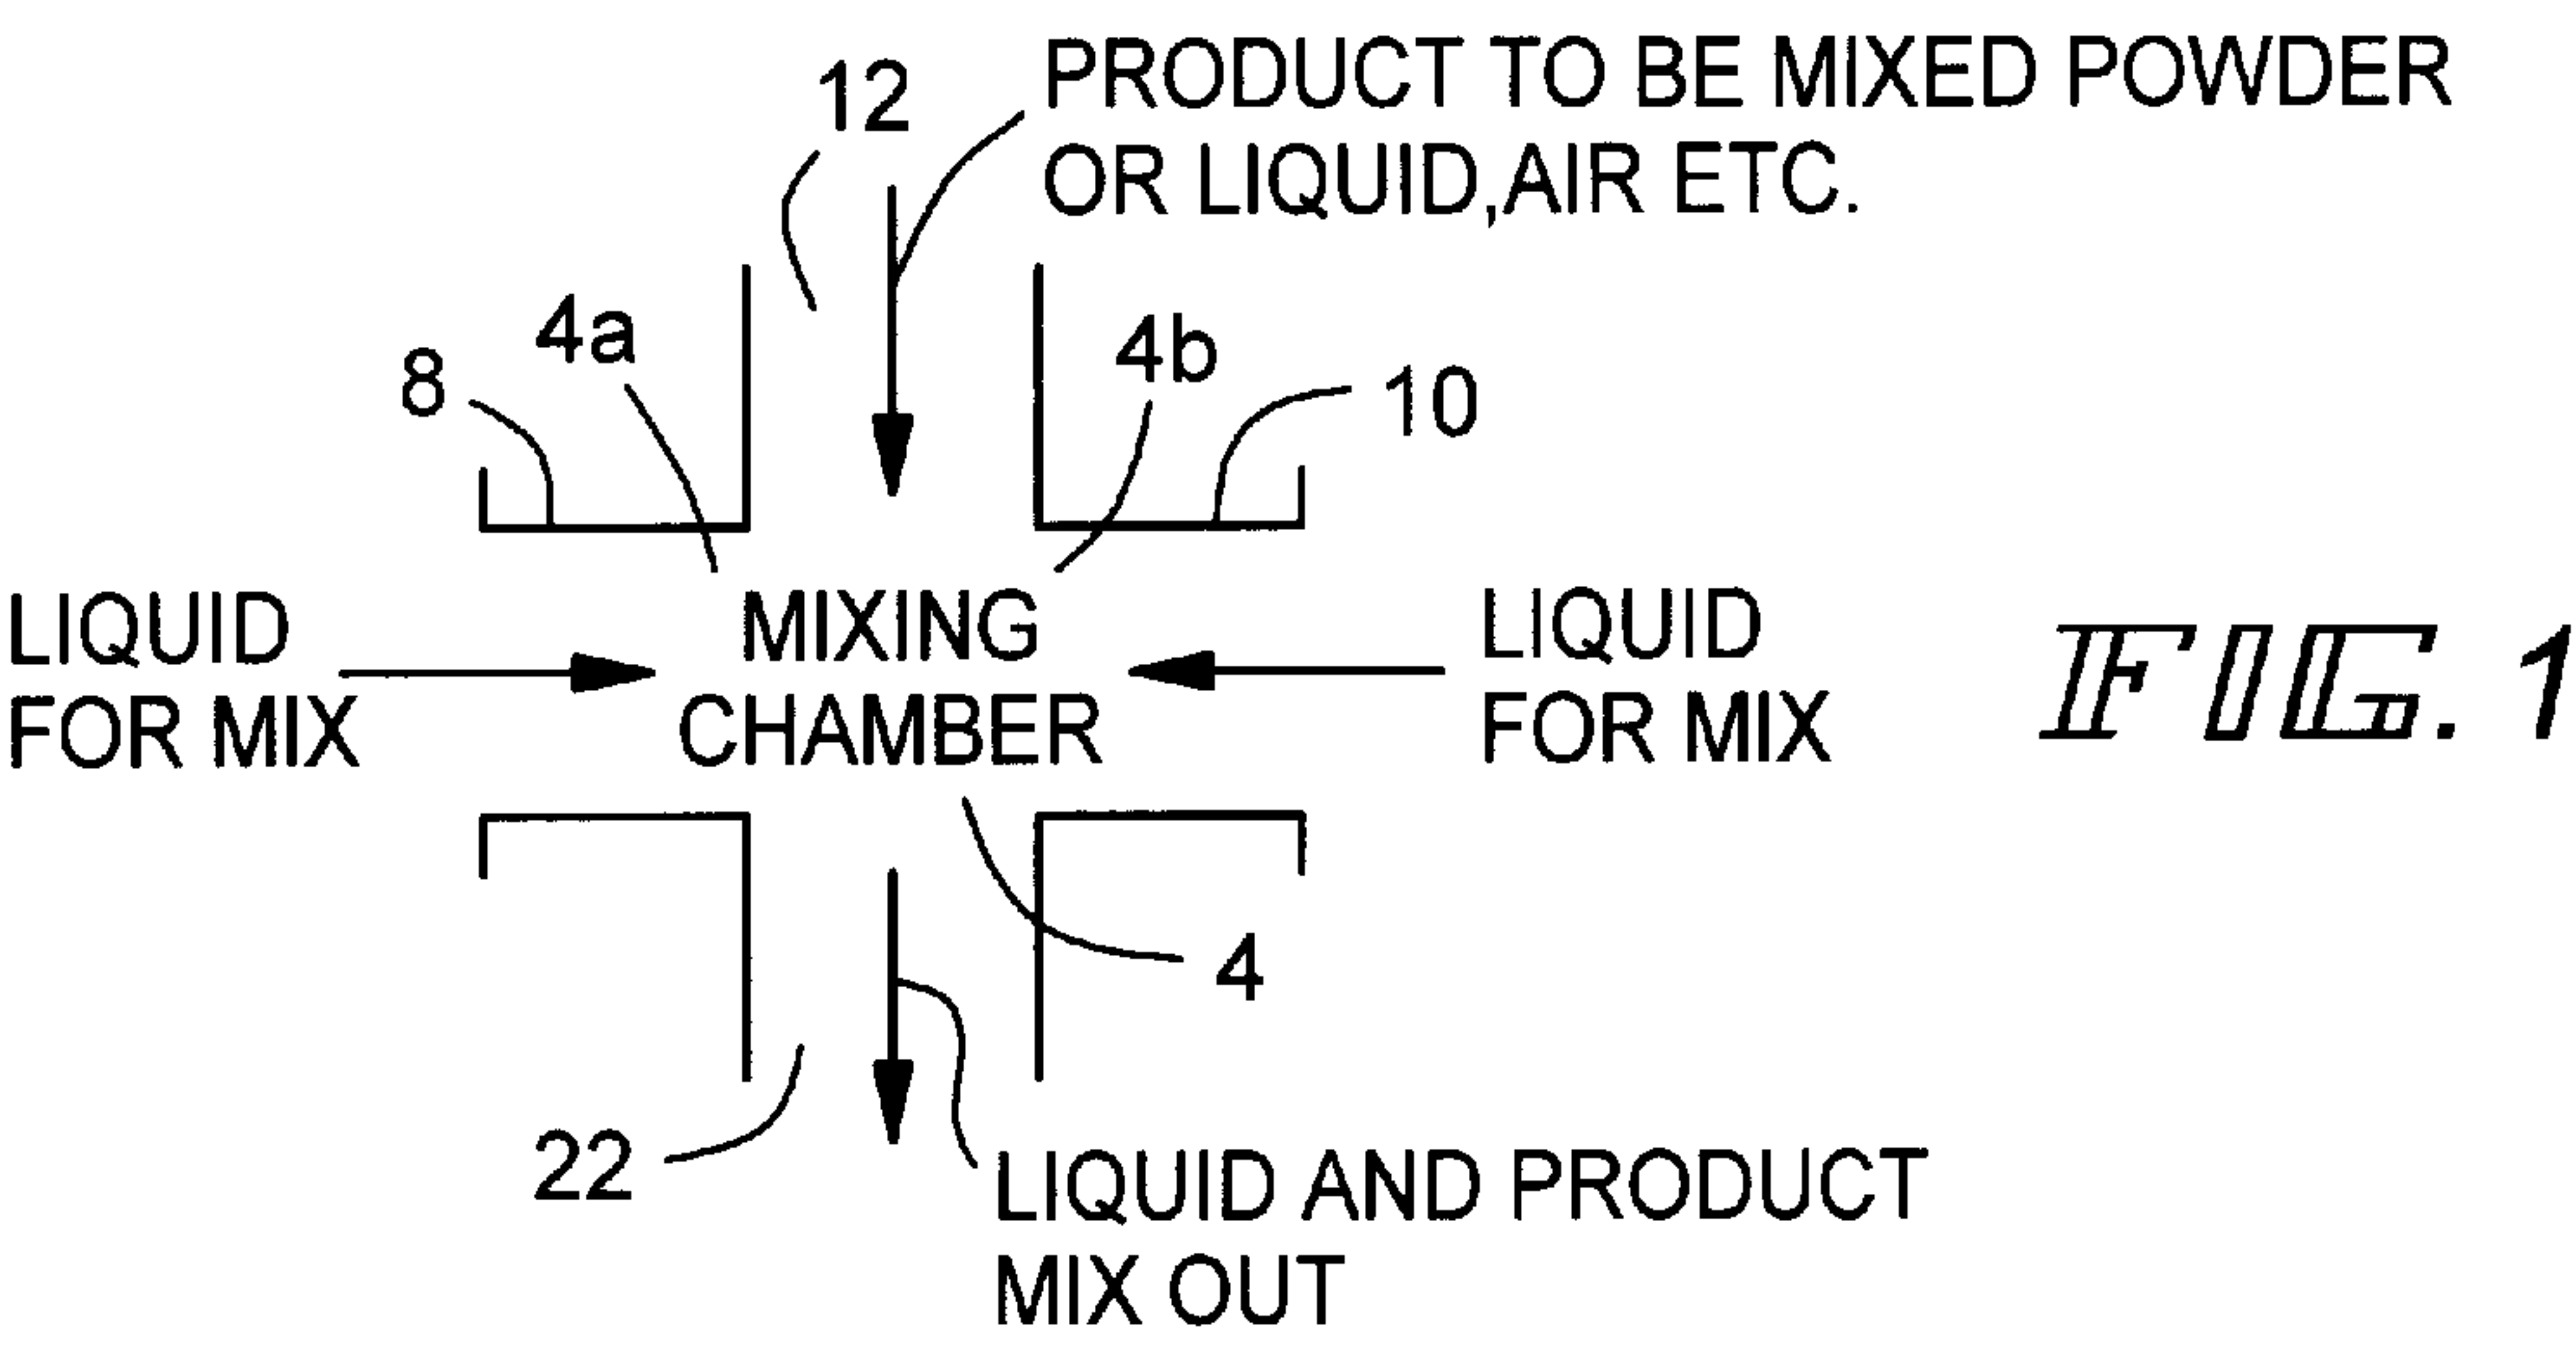 12
PRODUCT TO BE MIXED POWDER
OR LIQUID,AIR ETC.
4a
4b
8
10
LIQUID
FOR MIX
MIXING
CHAMBER
LIQUID
FOR MIX
FIG. 1
4
22
LIQUID AND PRODUCT
MIX OUT